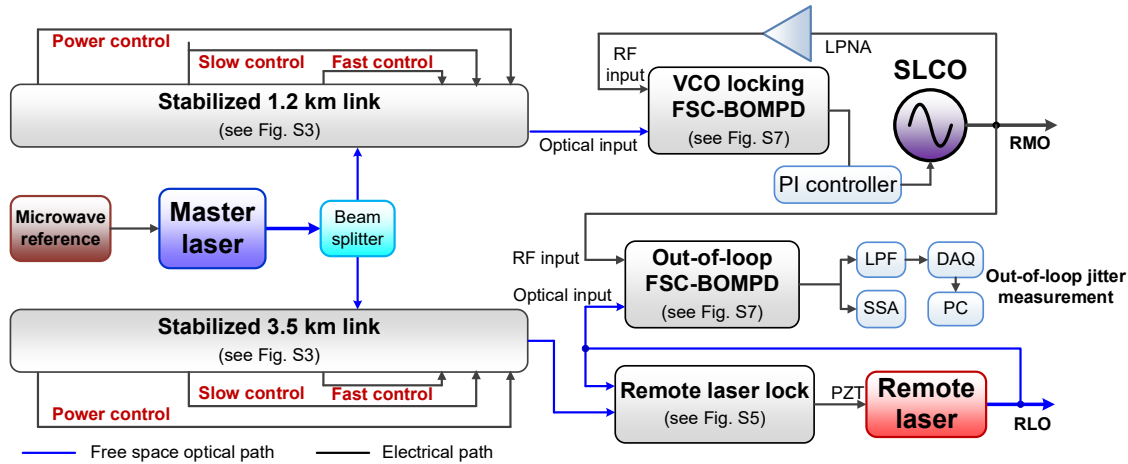 Power control
Slow control
Fast control
Stabilized 1.2 km link
(see Fig. S3)
RF
input
LPNA
VCO locking
FSC-BOMPD
(see Fig. S7)
Optical input
SLCO
RMO
PI controller
Microwave
reference
Master
laser
Beam
splitter
RF input
Optical input
Out-of-loop
FSC-BOMPD
(see Fig. S7)
LPF
DAQ
SSA
PC
Out-of-loop jitter
measurement
Stabilized 3.5 km link
(see Fig. S3)
Fast control
Slow control
Power control
Remote laser lock
(see Fig. S5)
PZT
Remote
laser
RLO
Free space optical path
Electrical path